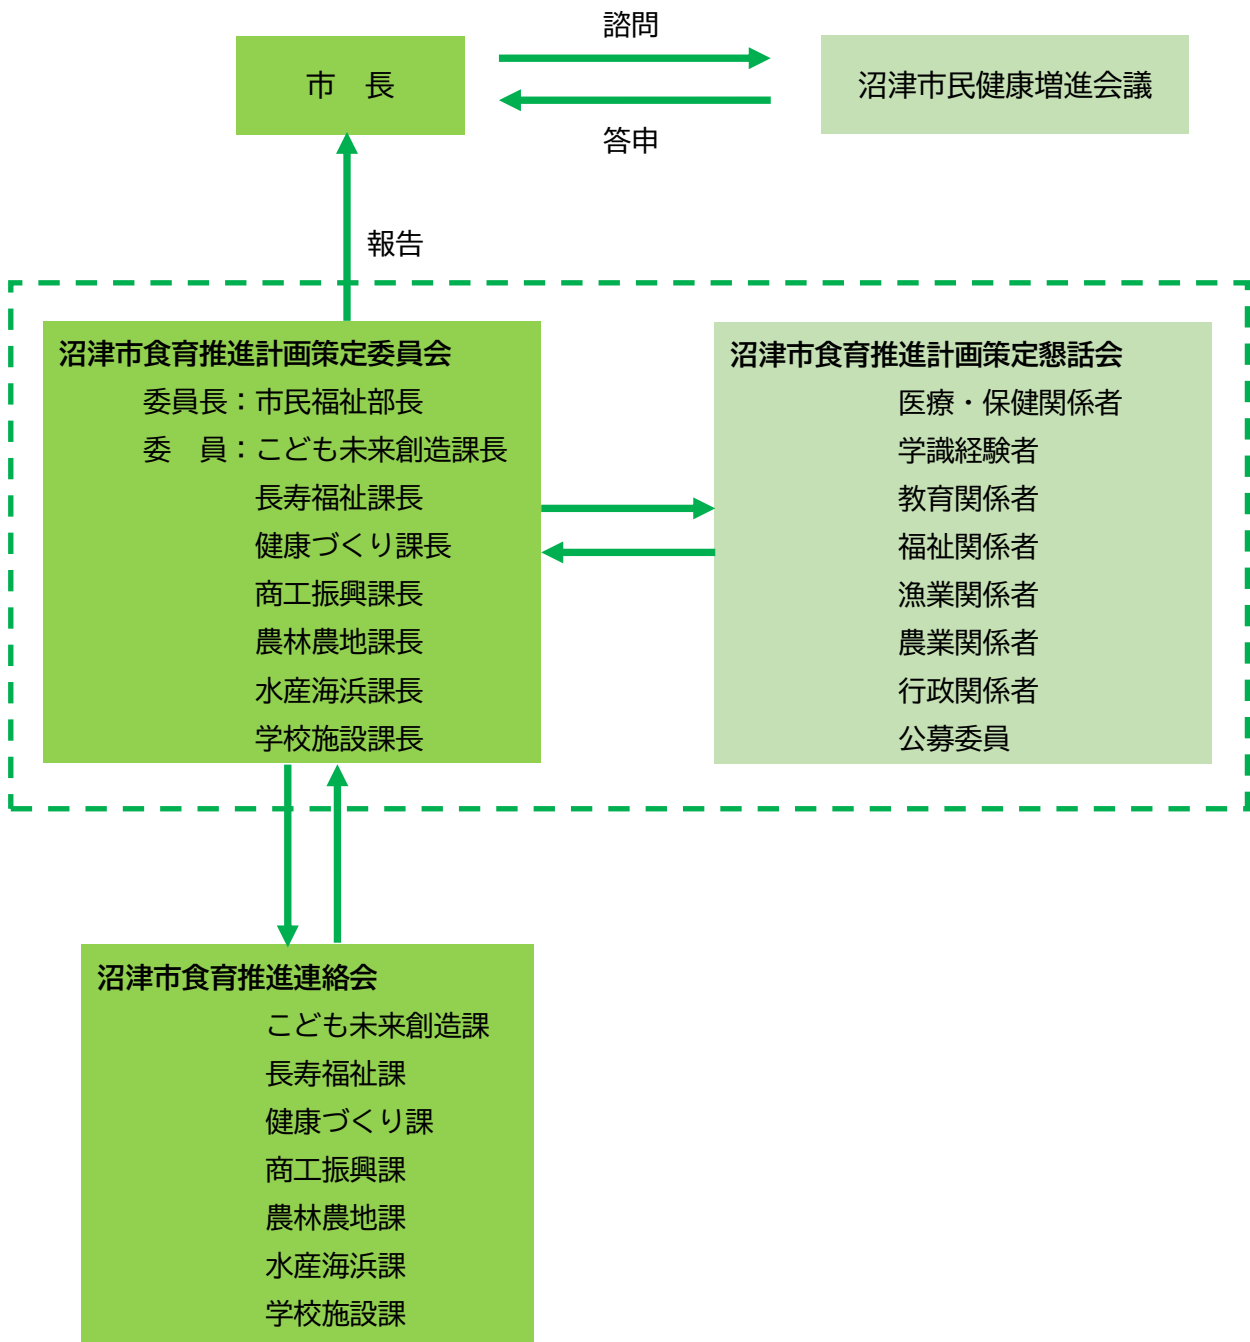 諮問
市　長
沼津市民健康増進会議
答申
報告
沼津市食育推進計画策定委員会
委員長：市民福祉部長
委　員：こども未来創造課長
長寿福祉課長
健康づくり課長
商工振興課長
農林農地課長
水産海浜課長
学校施設課長
沼津市食育推進計画策定懇話会
医療・保健関係者
学識経験者
教育関係者
福祉関係者
漁業関係者
農業関係者
行政関係者
公募委員
沼津市食育推進連絡会
こども未来創造課
長寿福祉課
健康づくり課
商工振興課
農林農地課
水産海浜課
学校施設課